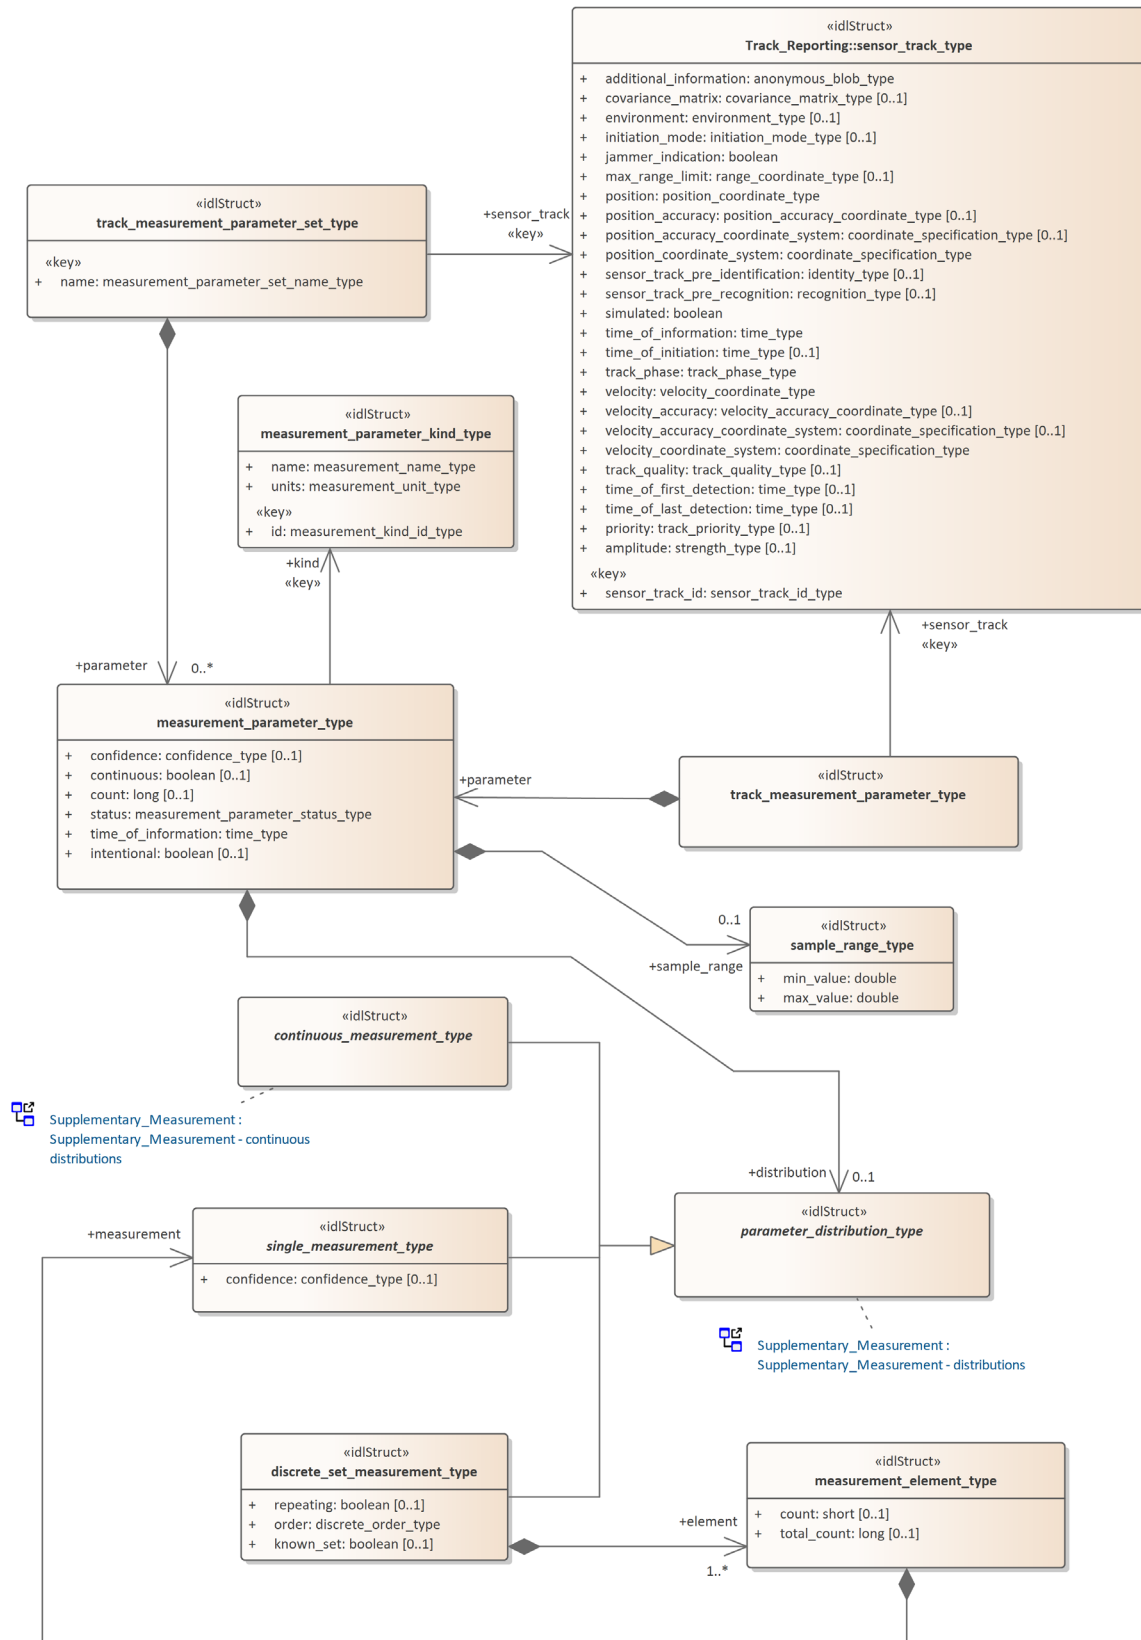 «idlStruct»
Track_Reporting::sensor_track_type
+ additional_information: anonymous_blob_type
+ covariance_matrix: covariance_matrix_type [0..1]
+ environment: environment_type [0..1]
+ initiation_mode: initiation_mode_type [0..1]
+ jammer_indication: boolean
+ max_range_limit: range_coordinate_type [0..1]
+ position: position_coordinate_type
+ position_accuracy: position_accuracy_coordinate_type [0..1]
+ position_accuracy_coordinate_system: coordinate_specification_type [0..1]
+ position_coordinate_system: coordinate_specification_type
+ sensor_track_pre_identification: identity_type [0..1]
+ sensor_track_pre_recognition: recognition_type [0..1]
+ simulated: boolean
+ time_of_information: time_type
+ time_of_initiation: time_type [0..1]
+ track_phase: track_phase_type
+ velocity: velocity_coordinate_type
+ velocity_accuracy: velocity_accuracy_coordinate_type [0..1]
+ velocity_accuracy_coordinate_system: coordinate_specification_type [0..1]
+ velocity_coordinate_system: coordinate_specification_type
+ track_quality: track_quality_type [0..1]
+ time_of_first_detection: time_type [0..1]
+ time_of_last_detection: time_type [0..1]
+ priority: track_priority_type [0..1]
+ amplitude: strength_type [0..1]
«key»
+ sensor_track_id: sensor_track_id_type
«idlStruct»
track_measurement_parameter_set_type
«key»
+ name: measurement_parameter_set_name_type
+sensor_track
«key»
«idlStruct»
measurement_parameter_kind_type
+ name: measurement_name_type
+ units: measurement_unit_type
«key»
+ id: measurement_kind_id_type
+kind
«key»
+parameter
0..*
+sensor_track
«key»
«idlStruct»
measurement_parameter_type
+ confidence: confidence_type [0..1]
+ continuous: boolean [0..1]
+ count: long [0..1]
+ status: measurement_parameter_status_type
+ time_of_information: time_type
+ intentional: boolean [0..1]
+parameter
«idlStruct»
track_measurement_parameter_type
0..1
+sample_range
«idlStruct»
sample_range_type
+ min_value: double
+ max_value: double
«idlStruct»
continuous_measurement_type
Supplementary_Measurement :
Supplementary_Measurement - continuous
distributions
+distribution
0..1
«idlStruct»
parameter_distribution_type
+measurement
«idlStruct»
single_measurement_type
+ confidence: confidence_type [0..1]
Supplementary_Measurement :
Supplementary_Measurement - distributions
«idlStruct»
discrete_set_measurement_type
+ repeating: boolean [0..1]
+ order: discrete_order_type
+ known_set: boolean [0..1]
+element
1..*
«idlStruct»
measurement_element_type
+ count: short [0..1]
+ total_count: long [0..1]